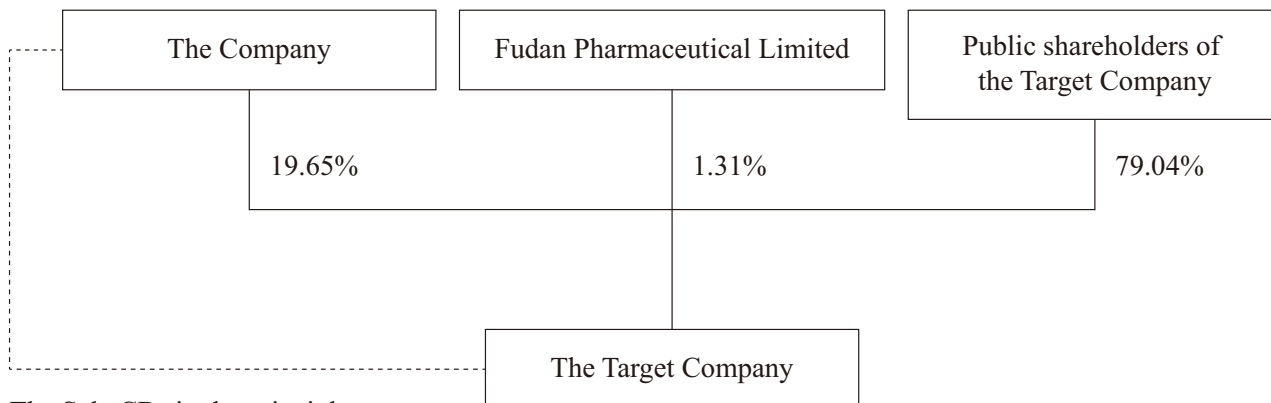 The Company
Fudan Pharmaceutical Limited
Public shareholders of
the Target Company
19.65%
1.31%
79.04%
The Target Company